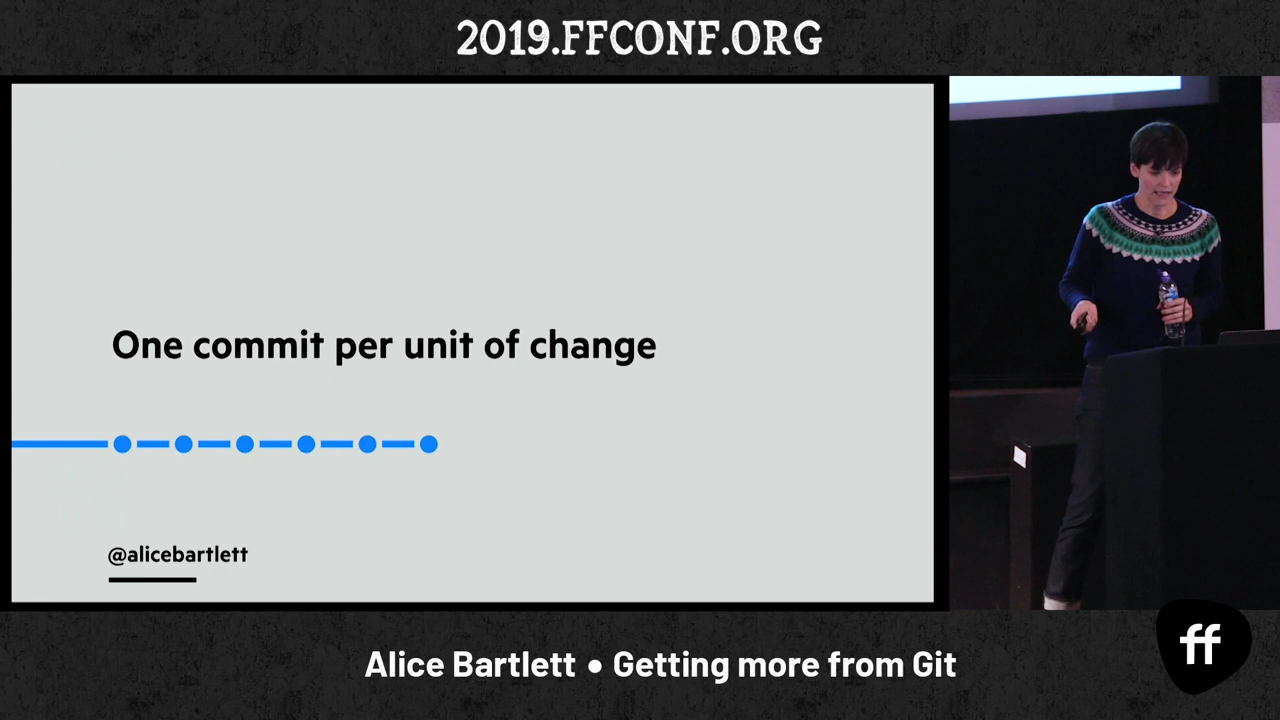 2019.FFCONF.ORG
One commit per unit of change
@alicebartlett
Alice Bartlett • Getting more from Git
ff